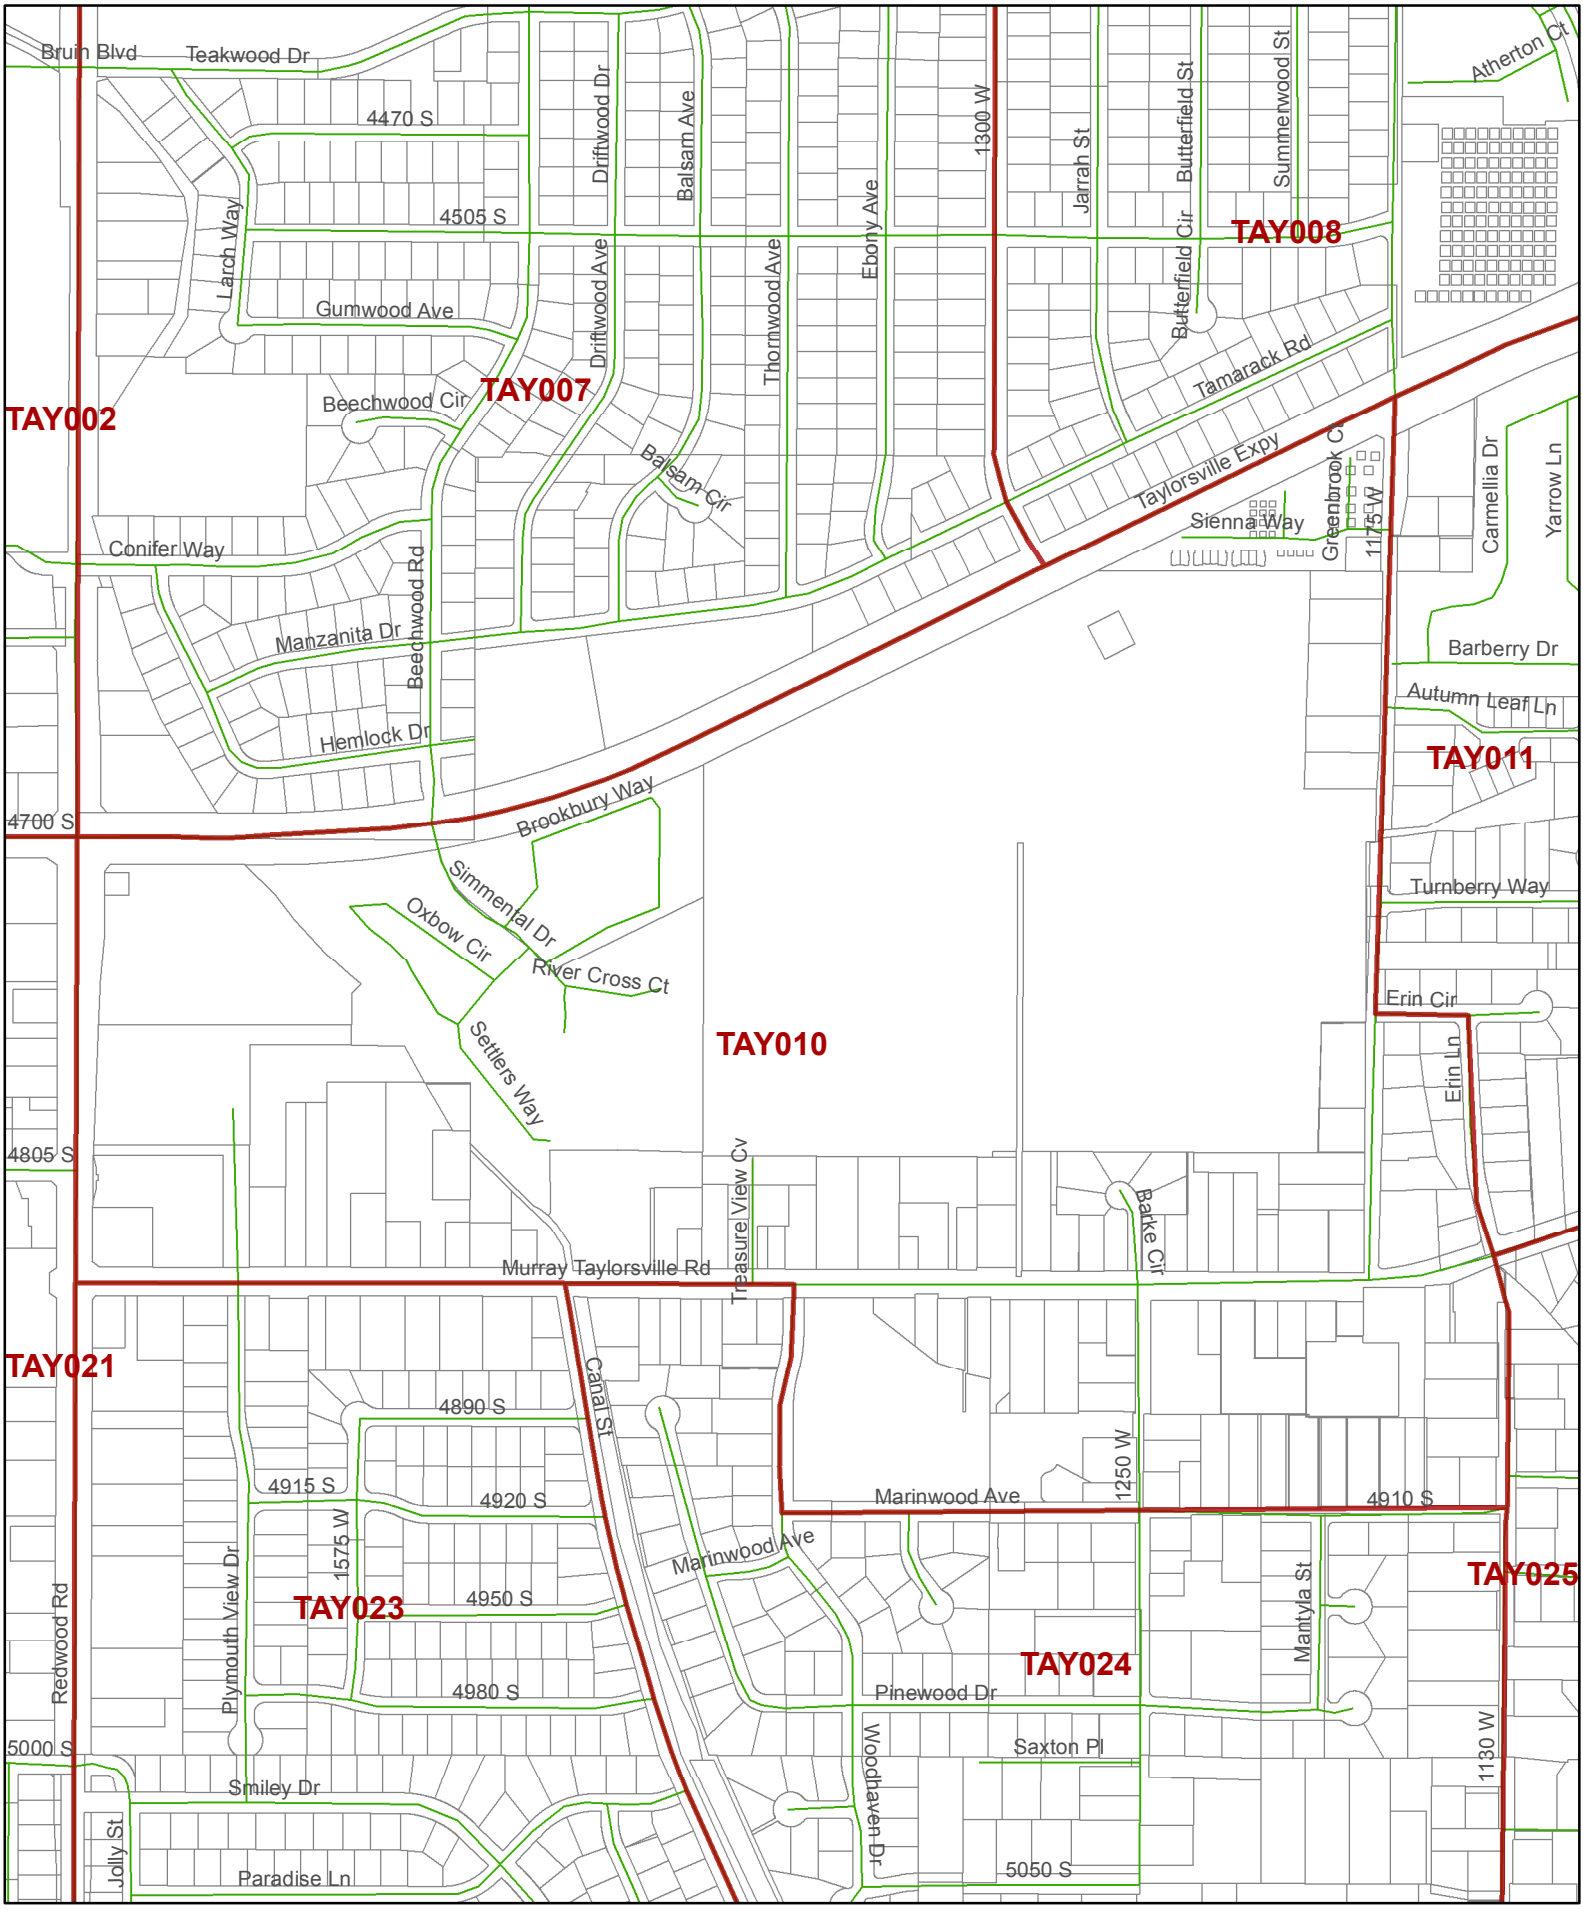 Bruin Blvd
Teakwood Dr
Atherton Ct
4470 S
Driftwood Dr
Balsam Ave
1300 W
Jarrah St
Butterfield St
Summerwood St
4505 S
Larch Way
Ebony Ave
TAY008
Driftwood Ave
Thornwood Ave
Butterfield Cir
Gumwood Ave
Tamarack Rd
TAY002
Beechwood Cir
TAY007
Balsam Cir
Taylorsville Expy
Greenbrook Ct
1175 W
Carmellia Dr
Yarrow Ln
Sienna Way
Conifer Way
Beechwood Rd
Manzanita Dr
Barberry Dr
Autumn Leaf Ln
Hemlock Dr
TAY011
4700 S
Brookbury Way
Simmental Dr
Turnberry Way
Oxbow Cir
River Cross Ct
Erin Cir
Settlers Way
TAY010
Erin Ln
4805 S
Treasure View Cv
Barke Cir
Murray Taylorsville Rd
TAY021
Canal St
4890 S
1250 W
4915 S
4920 S
Marinwood Ave
4910 S
1575 W
Marinwood Ave
Plymouth View Dr
Redwood Rd
TAY023
4950 S
Mantyla St
TAY025
TAY024
4980 S
Pinewood Dr
1130 W
5000 S
Saxton Pl
Woodhaven Dr
Smiley Dr
Jolly St
Paradise Ln
5050 S